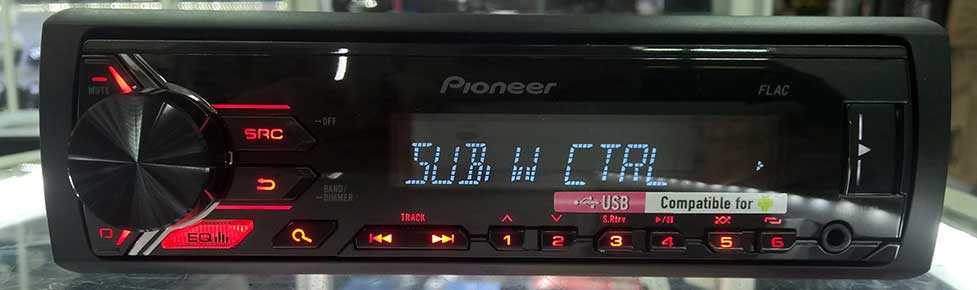 MUTE
Pioneer
FLAC
SRC
OFF
SUB W CTRL
BAND/
DIMMER
USB Compatible for
TRACK S.Rtrv
EQ
1 2 3 4 5 6